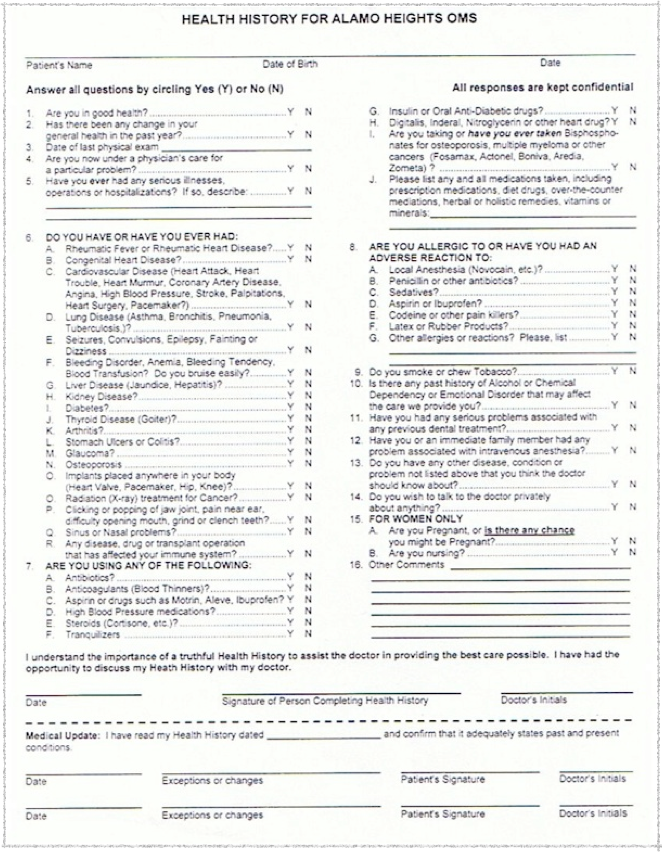 HEALTH HISTORY FOR ALAMO HEIGHTS OMS
Patient's Name Date of Birth Date
Answer all questions by circling Yes (Y) or No (N) All responses are kept confidential
1. Are you in good health? Y N
2. Has there been any change in your
general health in the past year? Y N
3. Date of last physical exam
4. Are you now under a physician's care for
a particular problem? Y N
5. Have you ever had any serious illnesses,
operations or hospitalizations? If so, describe: Y N
6. DO YOU HAVE OR HAVE YOU EVER HAD:
A. Rheumatic Fever or Rheumatic Heart Disease? Y N
B. Congenital Heart Disease? Y N
C. Cardiovascular Disease (Heart Attack, Heart
Trouble, Heart Murmur, Coronary Artery Disease,
Angina, High Blood Pressure, Stroke, Palpitations,
Heart Surgery, Pacemaker?) Y N
D. Lung Disease (Asthma, Bronchitis, Pneumonia,
Tuberculosis,)? Y N
E. Seizures, Convulsions, Epilepsy, Fainting or
Dizziness Y N
F. Bleeding Disorder, Anemia, Bleeding Tendency,
Blood Transfusion? Do you bruise easily? Y N
G. Liver Disease (Jaundice, Hepatitis)? Y N
H. Kidney Disease? Y N
I. Diabetes? Y N
J. Thyroid Disease (Goiter)? Y N
K. Arthritis? Y N
L. Stomach Ulcers or Colitis? Y N
M. Glaucoma? Y N
N. Osteoporosis Y N
O. Implants placed anywhere in your body
(Heart Valve, Pacemaker, Hip, Knee)? Y N
O. Radiation (X-ray) treatment for Cancer? Y N
P. Clicking or popping of jaw joint, pain near ear,
difficulty opening mouth, grind or clench teeth? Y N
Q. Sinus or Nasal problems? Y N
R. Any disease, drug or transplant operation
that has affected your immune system? Y N
7. ARE YOU USING ANY OF THE FOLLOWING:
A. Antibiotics? Y N
B. Anticoagulants (Blood Thinners)? Y N
C. Aspirin or drugs such as Motrin, Aleve, Ibuprofen? Y N
D. High Blood Pressure medications? Y N
E. Steroids (Cortisone, etc.)? Y N
F. Tranquilizers Y N
G. Insulin or Oral Anti-Diabetic drugs? Y N
H. Digitalis, Inderal, Nitroglycerin or other heart drug? Y N
I. Are you taking or have you ever taken Bisphospho-
nates for osteoporosis, multiple myeloma or other
cancers (Fosamax, Actonel, Boniva, Aredia,
Zometa) ? Y N
J. Please list any and all medications taken, including
prescription medications, diet drugs, over-the-counter
mediations, herbal or holistic remedies, vitamins or
minerals:
8. ARE YOU ALLERGIC TO OR HAVE YOU HAD AN
ADVERSE REACTION TO:
A. Local Anesthesia (Novocain, etc.)? Y N
B. Penicillin or other antibiotics? Y N
C. Sedatives? Y N
D. Aspirin or Ibuprofen? Y N
E. Codeine or other pain killers? Y N
F. Latex or Rubber Products? Y N
G. Other allergies or reactions? Please, list Y N
9. Do you smoke or chew Tobacco? Y N
10. Is there any past history of Alcohol or Chemical
Dependency or Emotional Disorder that may affect
the care we provide you? Y N
11. Have you had any serious problems associated with
any previous dental treatment? Y N
12. Have you or an immediate family member had any
problem associated with intravenous anesthesia? Y N
13. Do you have any other disease, condition or
problem not listed above that you think the doctor
should know about? Y N
14. Do you wish to talk to the doctor privately
about anything? Y N
15. FOR WOMEN ONLY
A. Are you Pregnant, or is there any chance
you might be Pregnant? Y N
B. Are you nursing? Y N
16. Other Comments
I understand the importance of a truthful Health History to assist the doctor in providing the best care possible. I have had the
opportunity to discuss my Heath History with my doctor.
Date Signature of Person Completing Health History Doctor's Initials
Medical Update: I have read my Health History dated and confirm that it adequately states past and present
conditions.
Date Exceptions or changes Patient's Signature Doctor's Initials
Date Exceptions or changes Patient's Signature Doctor's Initials